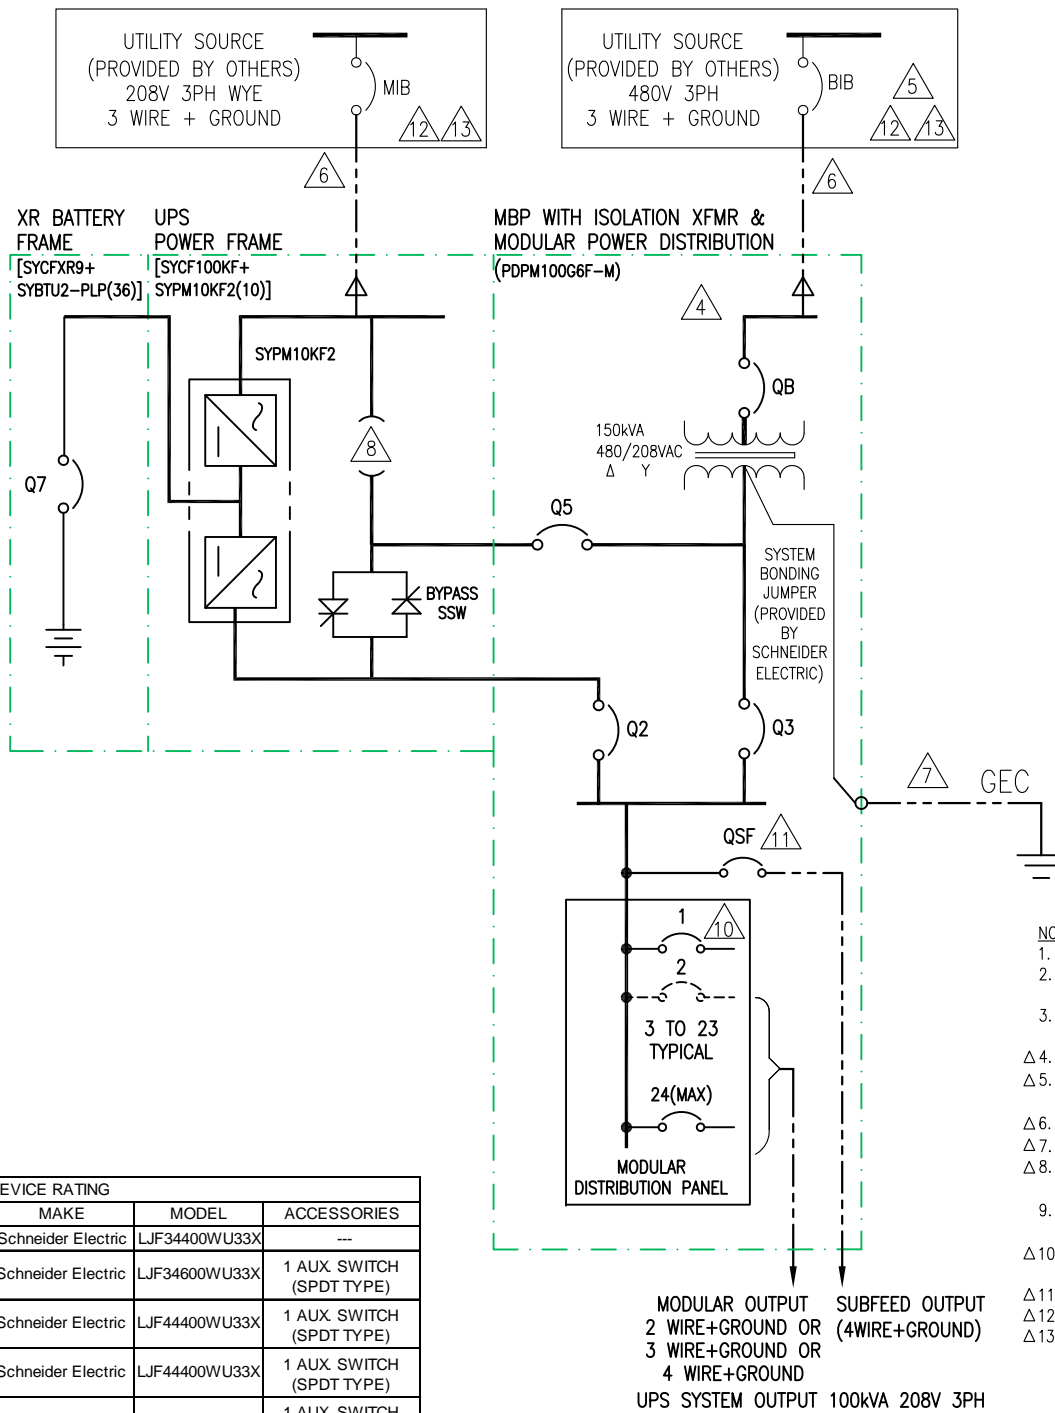 UTILITY SOURCE
(PROVIDED BY OTHERS)
208V 3PH WYE
3 WIRE + GROUND
MIB
12 13
UTILITY SOURCE
(PROVIDED BY OTHERS)
480V 3PH
3 WIRE + GROUND
BIB
5
12 13
6
6
XR BATTERY
FRAME
[SYCFXR9+
SYBTU2-PLP(36)]
UPS
POWER FRAME
[SYCF100KF+
SYPM10KF2(10)]
MBP WITH ISOLATION XFMR &
MODULAR POWER DISTRIBUTION
(PDPM100G6F-M)
4
SYPM10KF2
QB
8
150kVA
480/208VAC
Δ Y
Q7
Q5
BYPASS
SSW
SYSTEM
BONDING
JUMPER
(PROVIDED
BY
SCHNEIDER
ELECTRIC)
Q2
Q3
7
GEC
QSF
11
1
10
2
3 TO 23
TYPICAL
24(MAX)
MODULAR
DISTRIBUTION PANEL
NO
1.
2.
3.
Δ 4.
Δ 5.
Δ 6.
Δ 7.
Δ 8.
9.
Δ 10
Δ 11
Δ 12
Δ 13
EVICE RATING
MAKE MODEL ACCESSORIES
Schneider Electric LJF34400WU33X ---
Schneider Electric LJF34600WU33X 1 AUX. SWITCH
(SPDT TYPE)
Schneider Electric LJF44400WU33X 1 AUX. SWITCH
(SPDT TYPE)
Schneider Electric LJF44400WU33X 1 AUX. SWITCH
(SPDT TYPE)
1 AUX. SWITCH
MODULAR OUTPUT
2 WIRE+GROUND OR
3 WIRE+GROUND OR
4 WIRE+GROUND
SUBFEED OUTPUT
(4WIRE+GROUND)
UPS SYSTEM OUTPUT 100kVA 208V 3PH